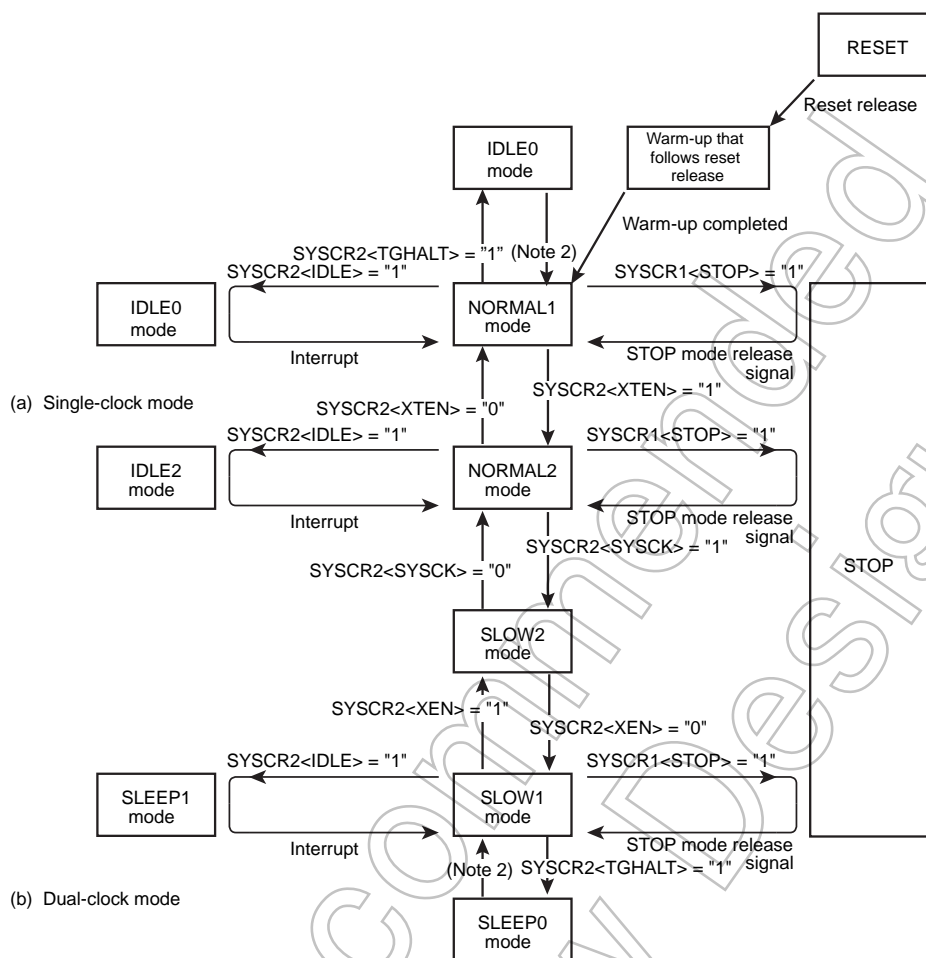 RESET
Reset release
IDLE0
mode
Warm-up that
follows reset
release
Warm-up completed
SYSCR2<TGHALT> = "1"
(Note 2)
SYSCR2<IDLE> = "1"
SYSCR1<STOP> = "1"
IDLE0
mode
NORMAL1
mode
Interrupt
STOP mode release
signal
SYSCR2<XTEN> = "1"
(a) Single-clock mode
SYSCR2<XTEN> = "0"
SYSCR2<IDLE> = "1"
SYSCR1<STOP> = "1"
IDLE2
mode
NORMAL2
mode
Interrupt
STOP mode release
signal
SYSCR2<SYSCK> = "1"
STOP
SYSCR2<SYSCK> = "0"
SLOW2
mode
SYSCR2<XEN> = "1"
SYSCR2<XEN> = "0"
SYSCR2<IDLE> = "1"
SYSCR1<STOP> = "1"
SLEEP1
mode
SLOW1
mode
Interrupt
STOP mode release
signal
(Note 2)
SYSCR2<TGHALT> = "1"
(b) Dual-clock mode
SLEEP0
mode
commended
Desig